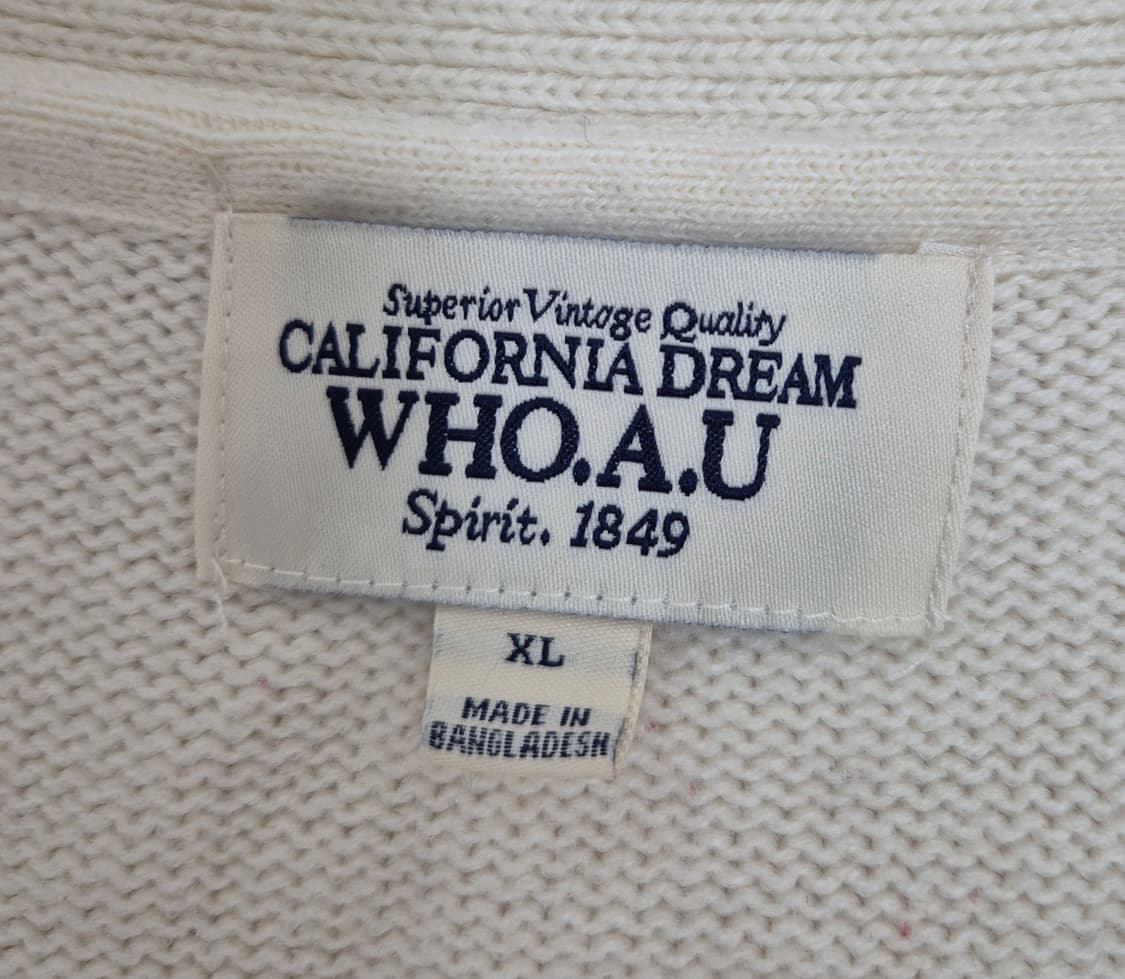 Superior Vintage Quality
CALIFORNIA DREAM
WHO.A.U
Spirit. 1849
XL
MADE IN
BANGLADESH